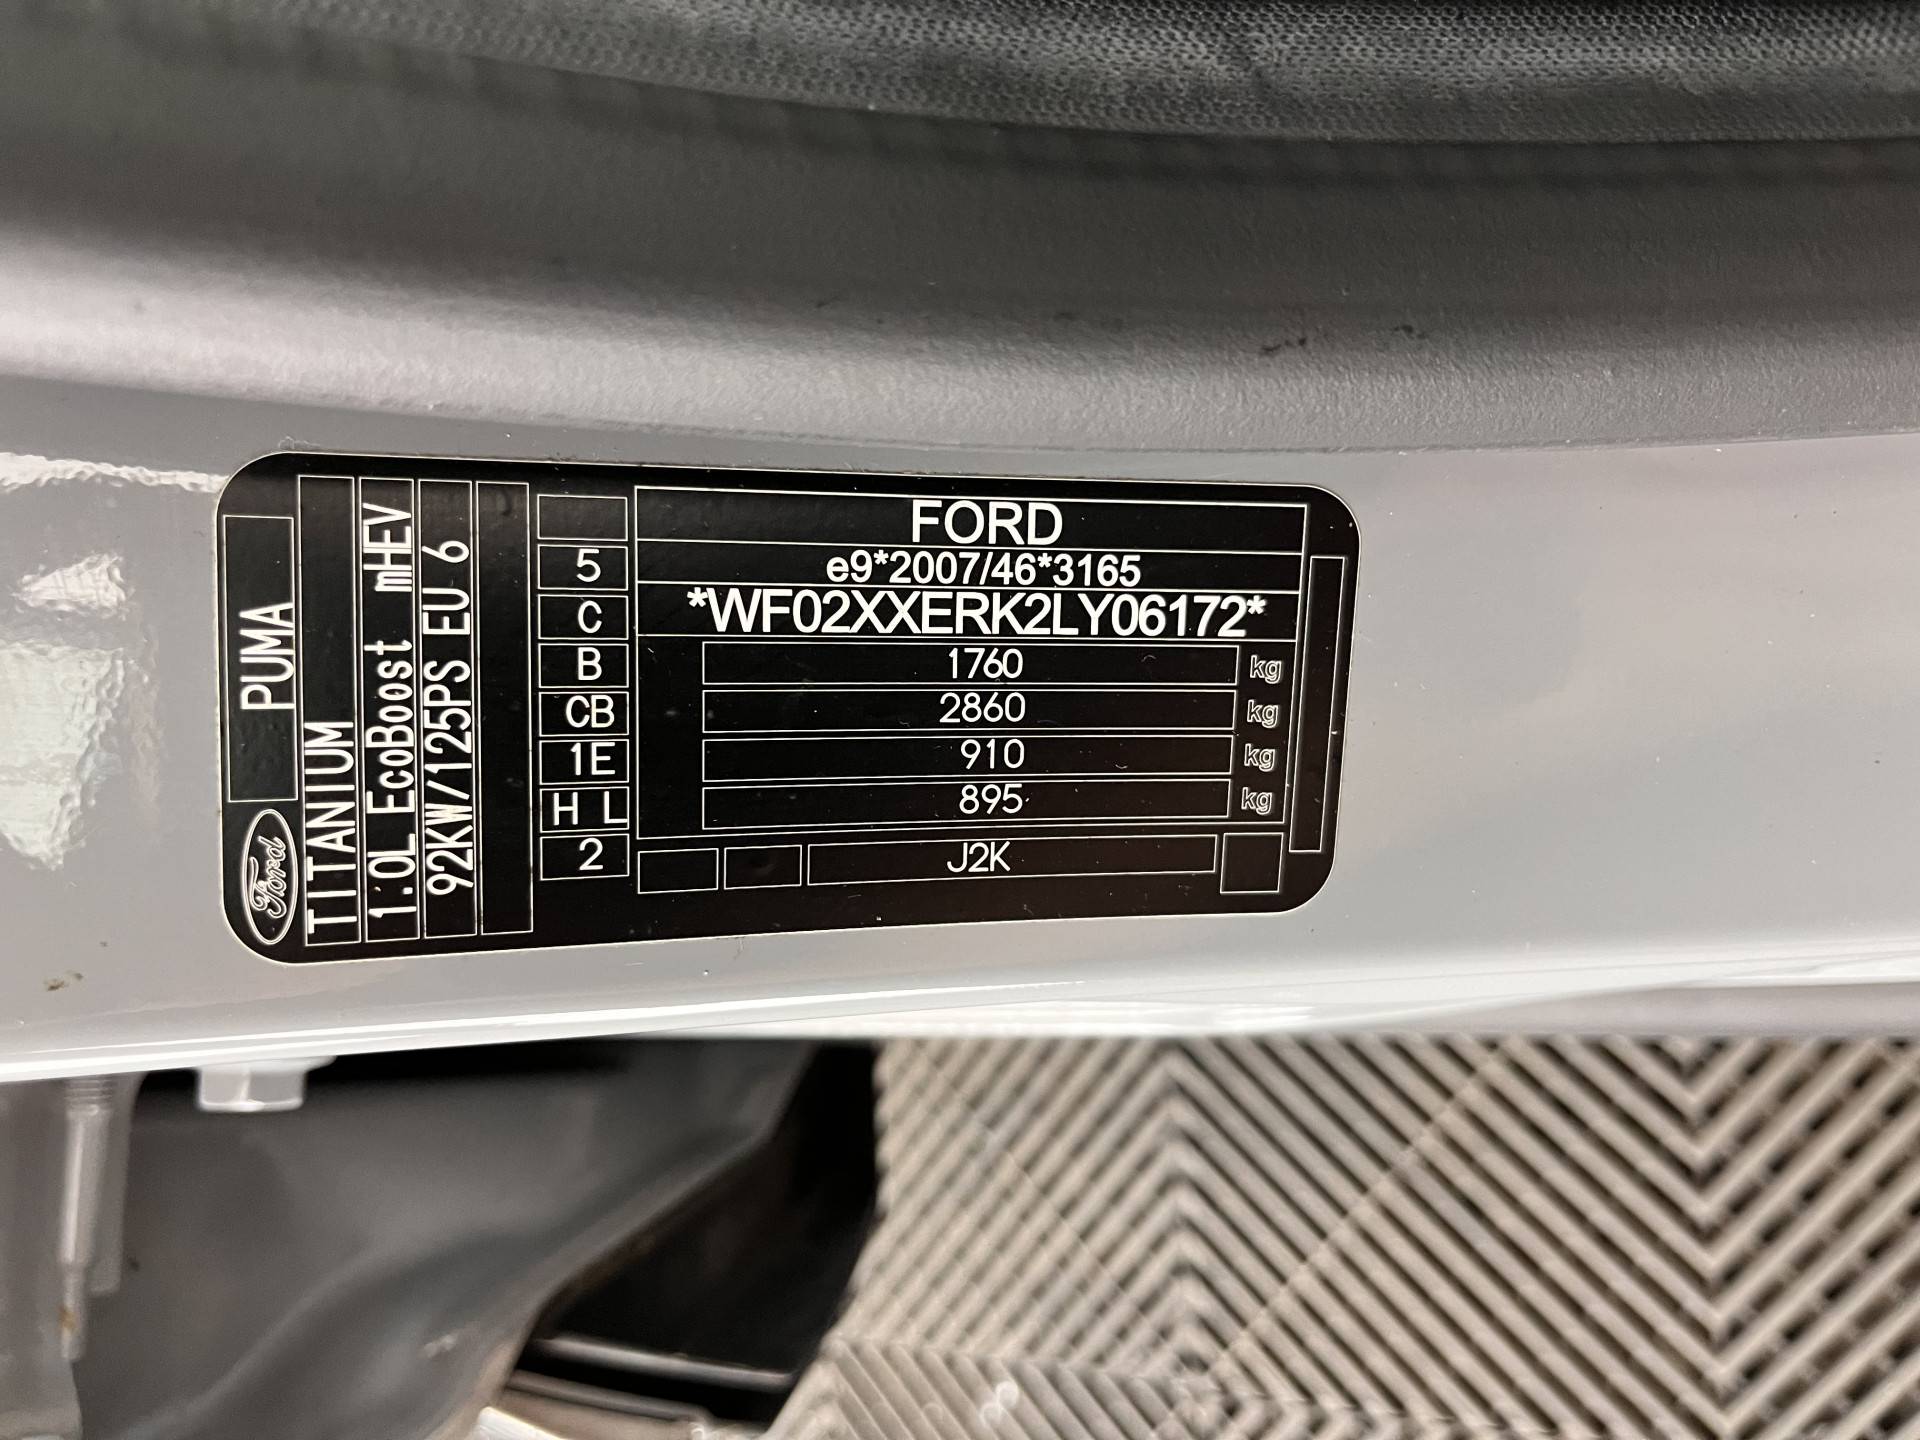 FORD
e9*2007/46*3165
*WF02XXERK2LY06172*
5
C
B 1760 kg
CB 2860 kg
1E 910 kg
H L 895 kg
2 J2K
Ford PUMA
TITANIUM
1.0L EcoBoost mHEV
92KW/125PS EU 6